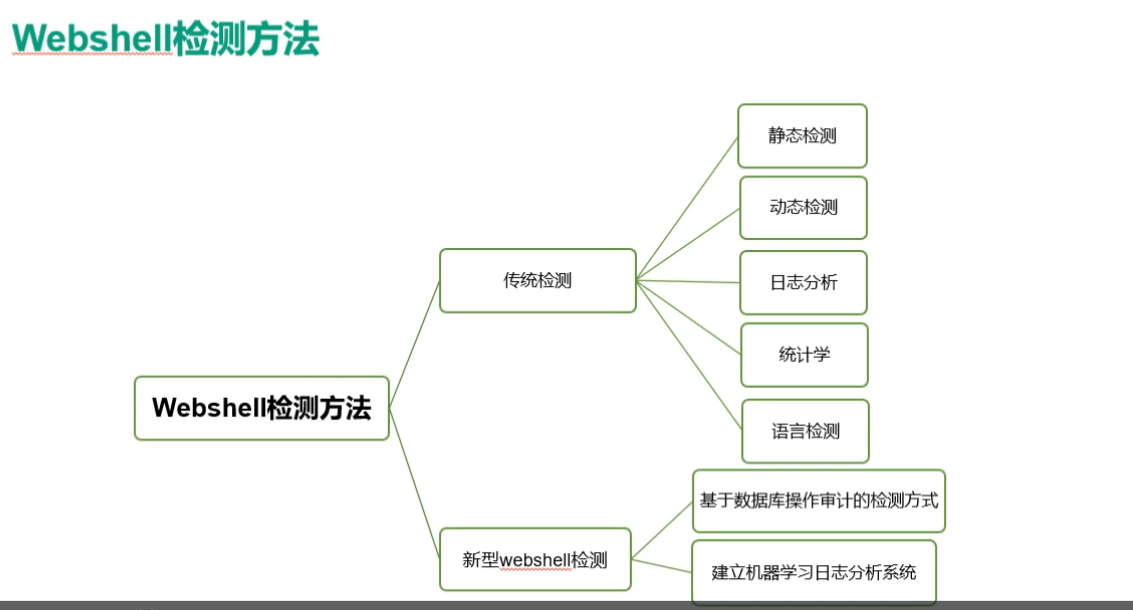 Webshell检测方法
静态检测
动态检测
传统检测
日志分析
统计学
Webshell检测方法
语言检测
基于数据库操作审计的检测方式
新型webshell检测
建立机器学习日志分析系统